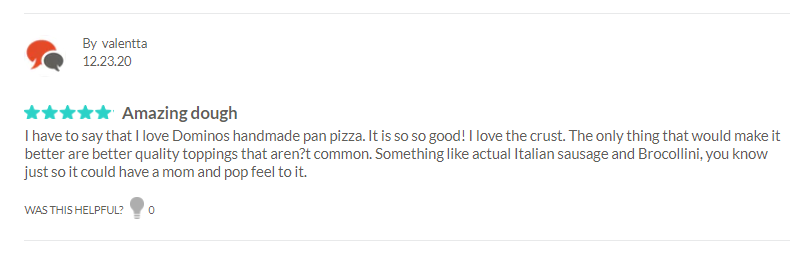 By valentta
12.23.20
Amazing dough
I have to say that I love Dominos handmade pan pizza. It is so so good! I love the crust. The only thing that would make it
better are better quality toppings that aren?t common. Something like actual Italian sausage and Brocollini, you know
just so it could have a mom and pop feel to it.
WAS THIS HELPFUL? 0